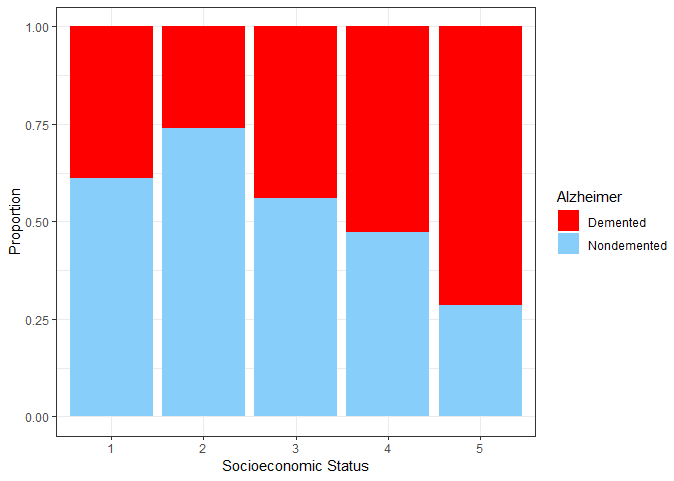 1.00
0.75
0.50
0.25
0.00
Proportion
1 2 3 4 5
Socioeconomic Status
Alzheimer
Demented
Nondemented